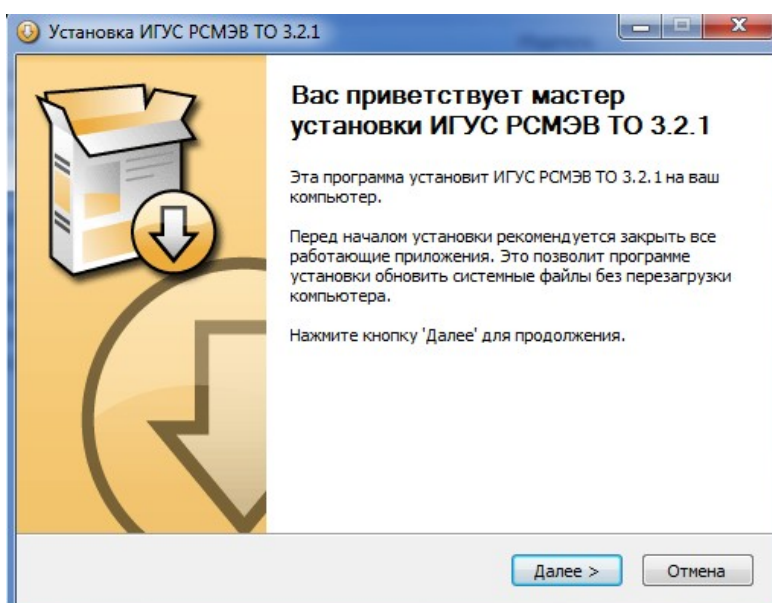 Установка ИГУС РСМЭВ ТО 3.2.1
Вас приветствует мастер
установки ИГУС РСМЭВ ТО 3.2.1
Эта программа установит ИГУС РСМЭВ ТО 3.2.1 на ваш
компьютер.
Перед началом установки рекомендуется закрыть все
работающие приложения. Это позволит программе
установки обновить системные файлы без перезагрузки
компьютера.
Нажмите кнопку 'Далее' для продолжения.
Далее >
Отмена